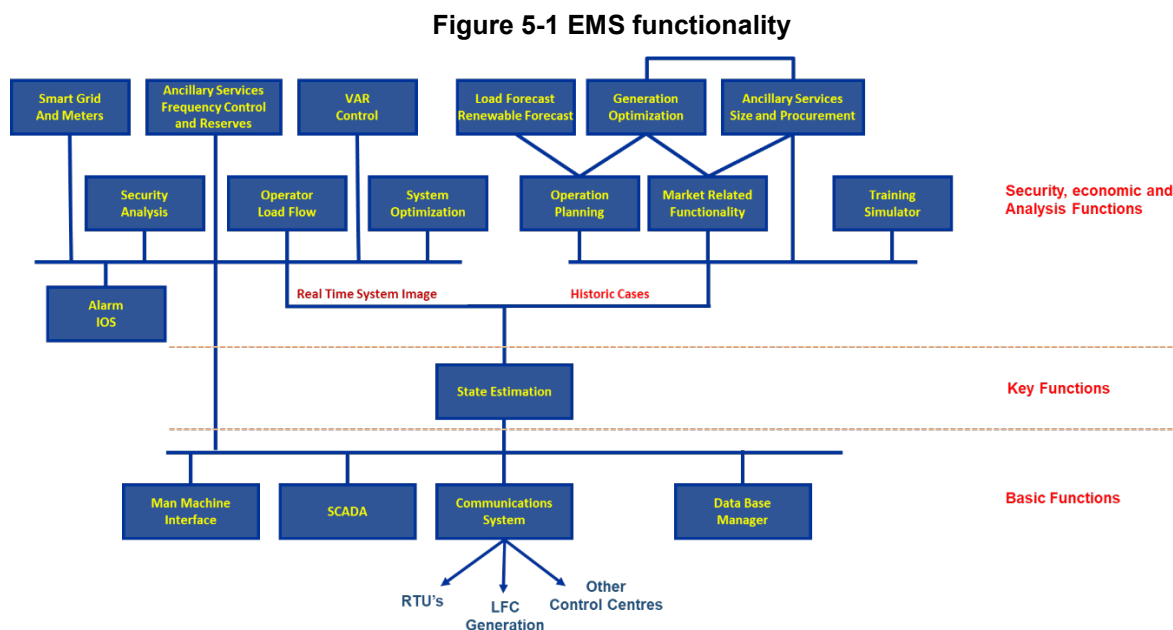 Figure 5-1 EMS functionality
Smart Grid
And Meters
Ancillary Services
Frequency Control
and Reserves
VAR
Control
Load Forecast
Renewable Forecast
Generation
Optimization
Ancillary Services
Size and Procurement
Security
Analysis
Operator
Load Flow
System
Optimization
Operation
Planning
Market Related
Functionality
Training
Simulator
Security, economic and
Analysis Functions
Alarm
IOS
Real Time System Image
Historic Cases
State Estimation
Key Functions
Man Machine
Interface
SCADA
Communications
System
Data Base
Manager
Basic Functions
RTU's
LFC
Generation
Other
Control Centres